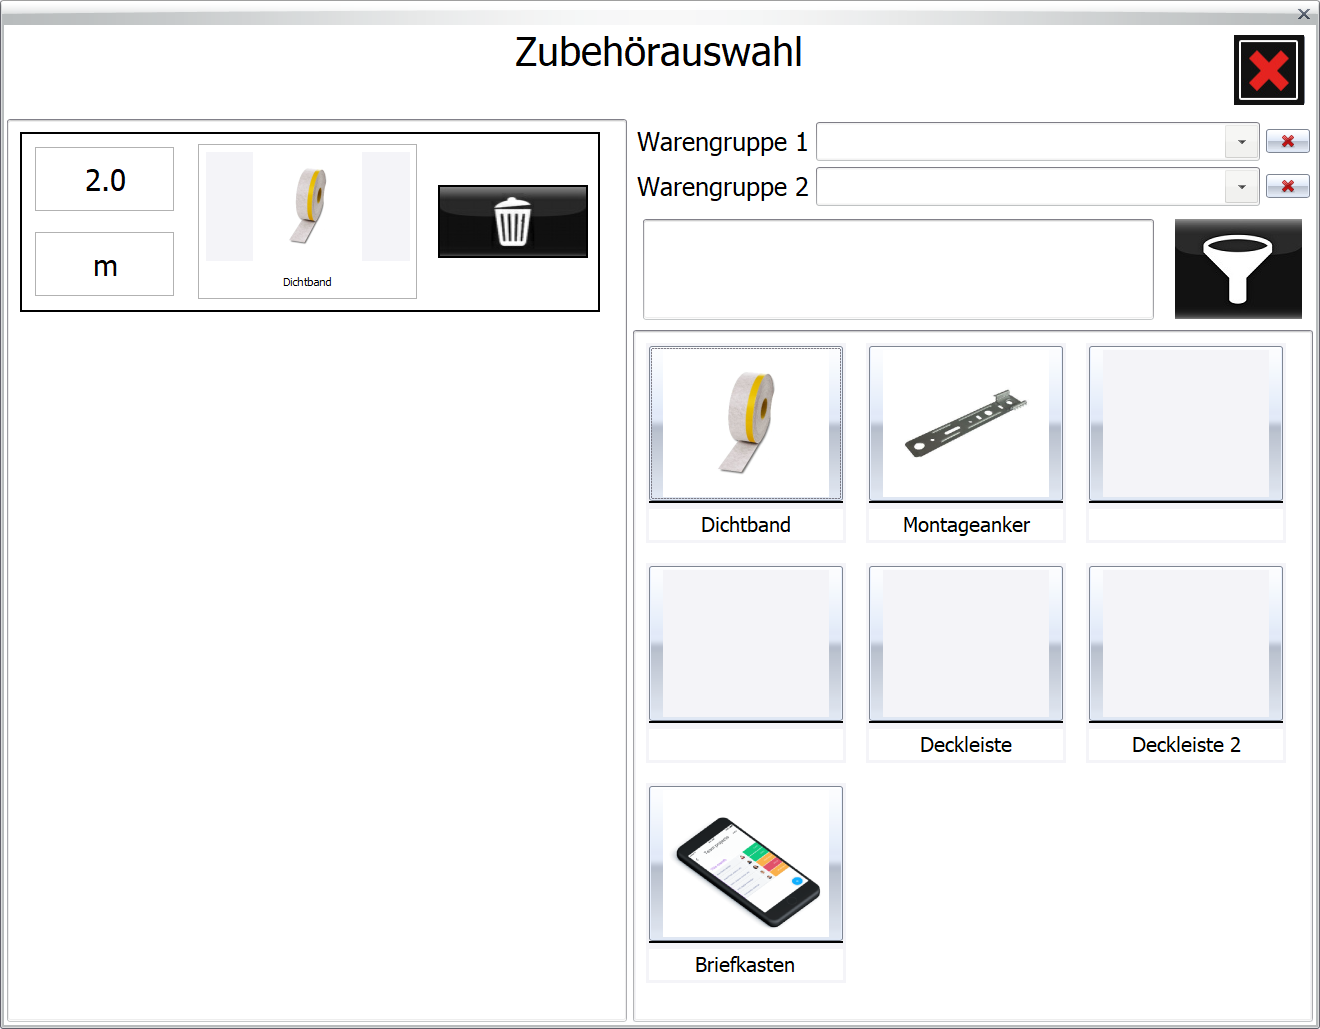 Zubehörauswahl
2.0
m
Dichtband
Warengruppe 1
Warengruppe 2
Dichtband
Montageanker
Deckleiste
Deckleiste 2
Briefkasten